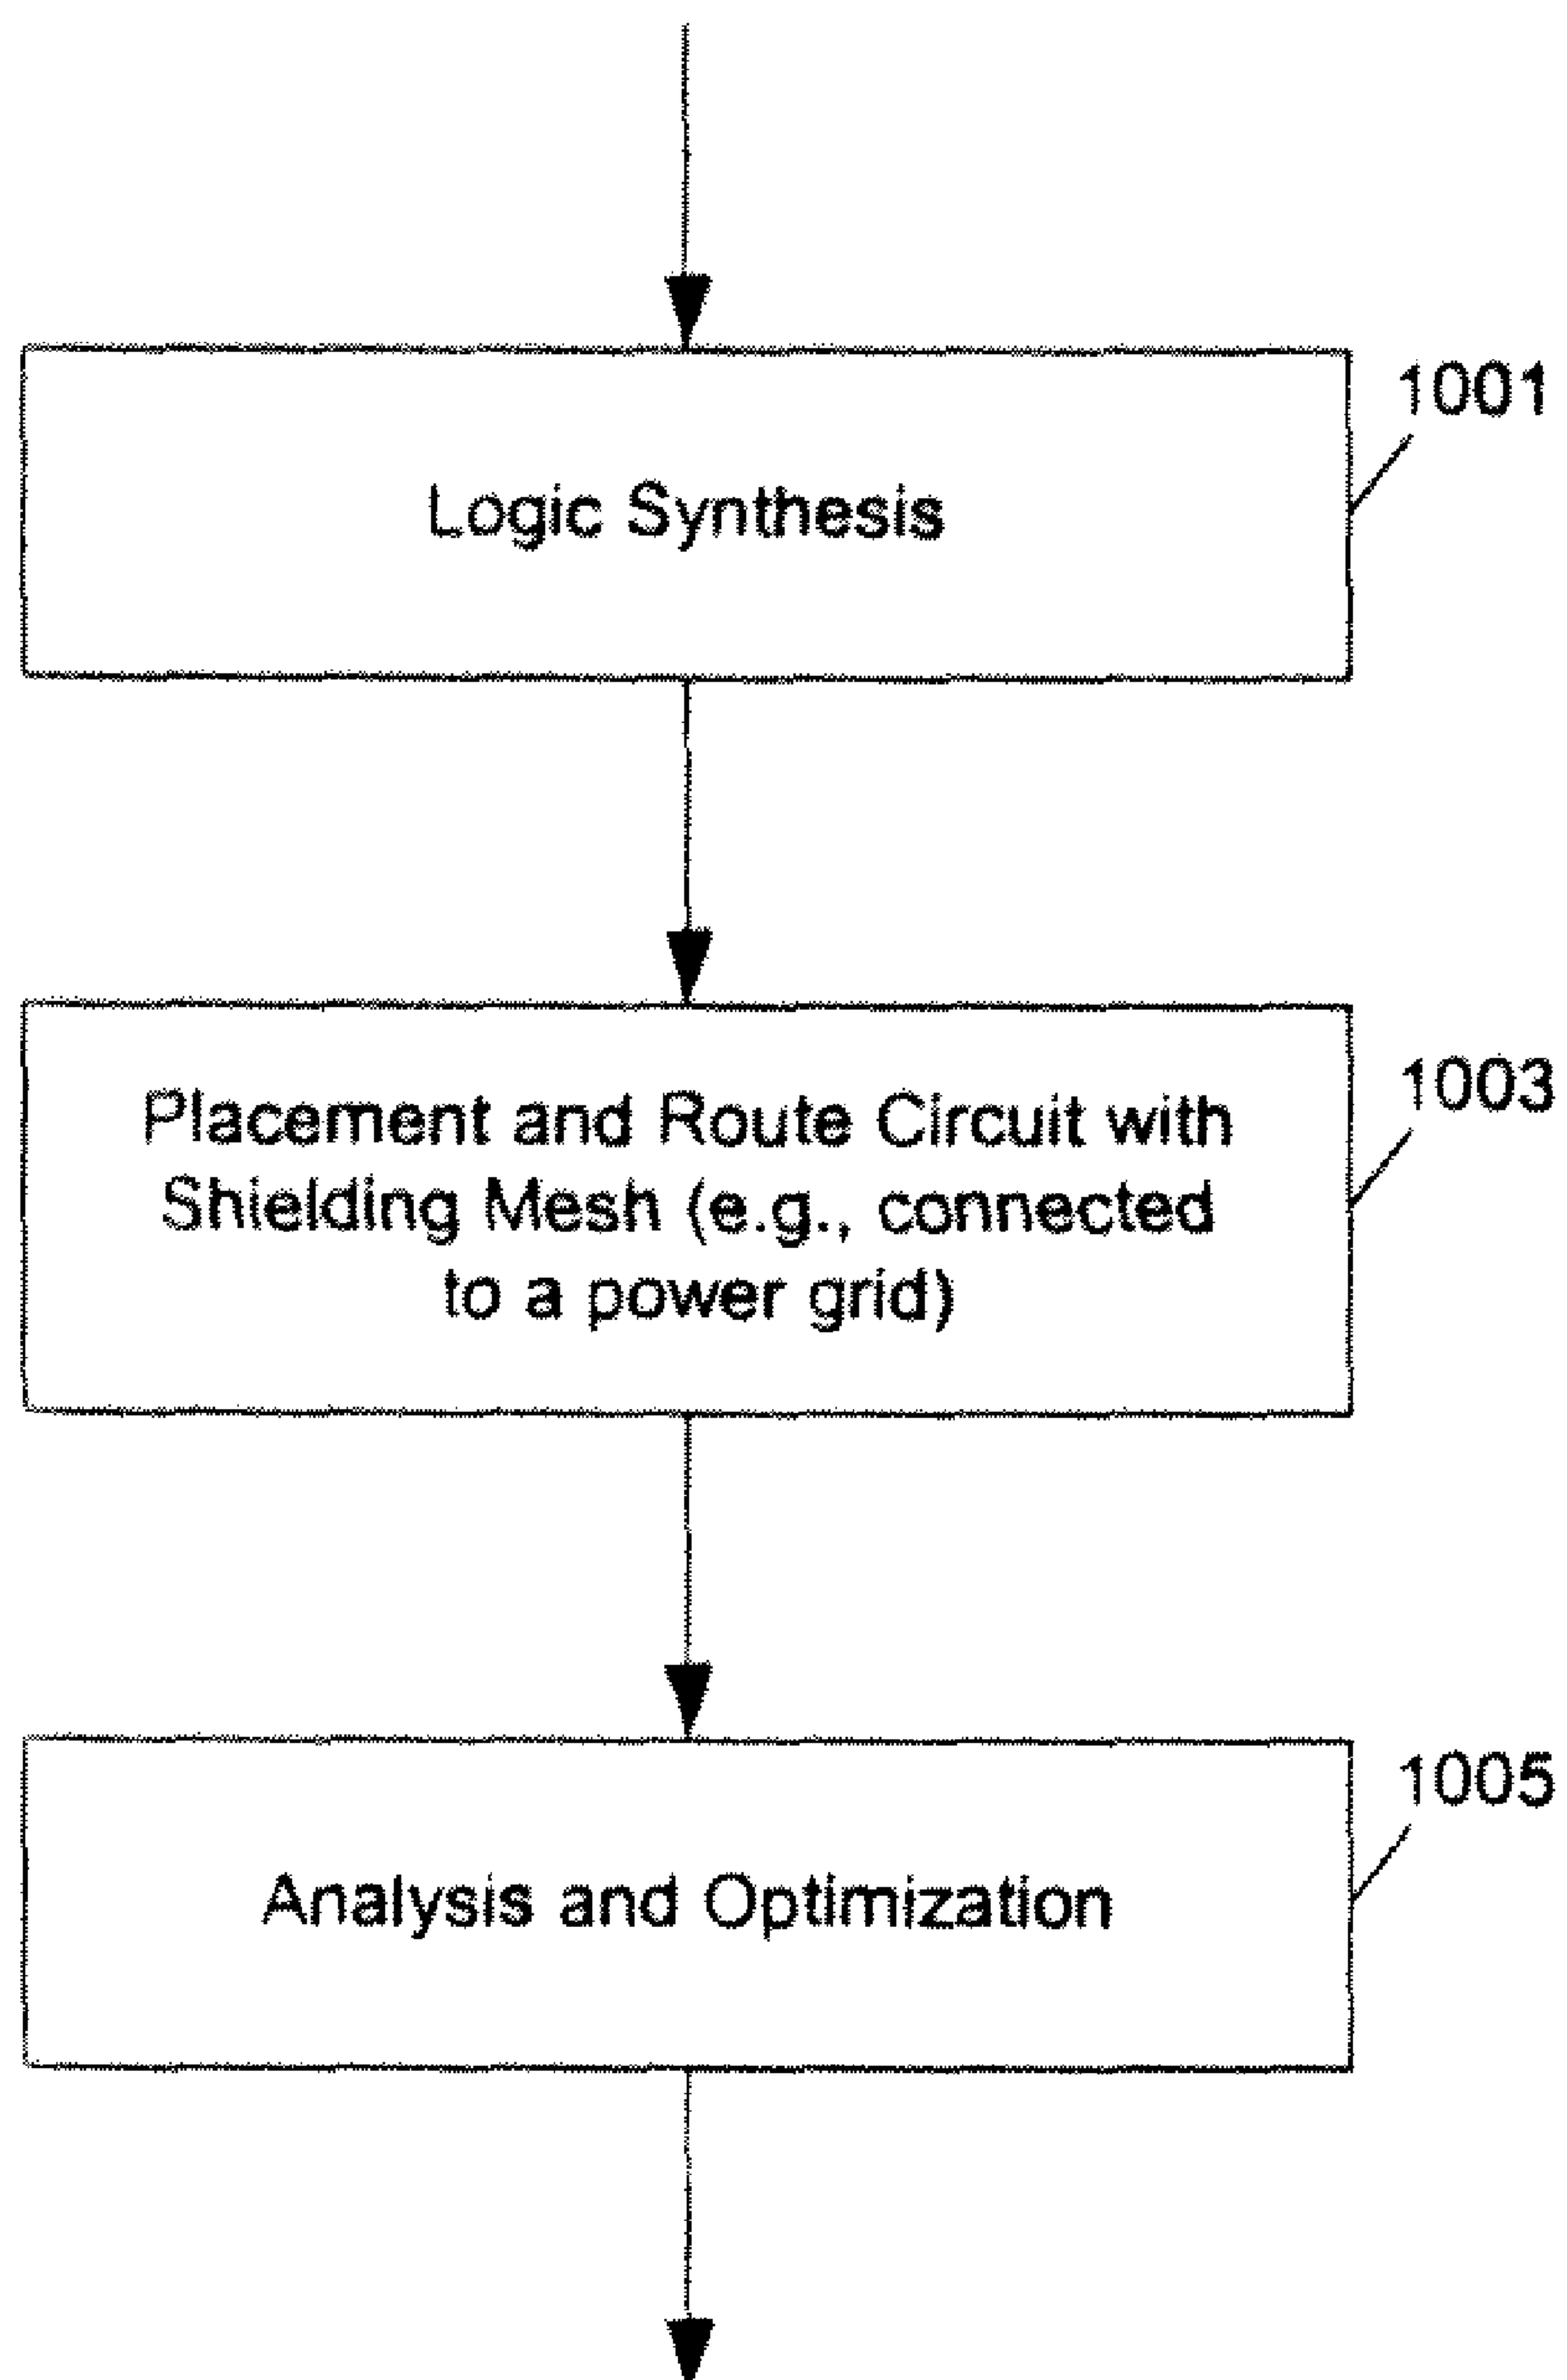 1001
Logic Synthesis
1003
Placement and Route Circuit with
Shielding Mesh (e.g., connected
to a power grid)
1005
Analysis and Optimization